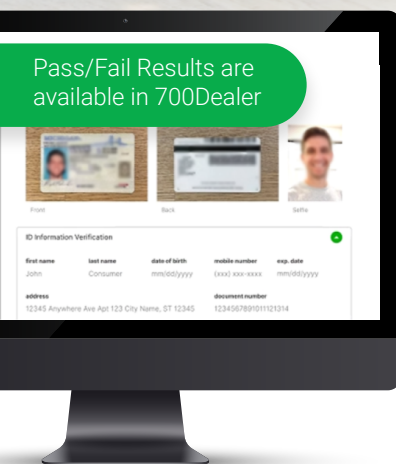 Pass/Fail Results are
available in 700Dealer
Front Back Selfie
ID Information Verification
first name last name date of birth mobile number exp. date
John Consumer mm/dd/yyyy (xxx) xxx-xxxx mm/dd/yyyy
address document number
12345 Anywhere Ave Apt 123 City Name, ST 12345 1234567891011121314